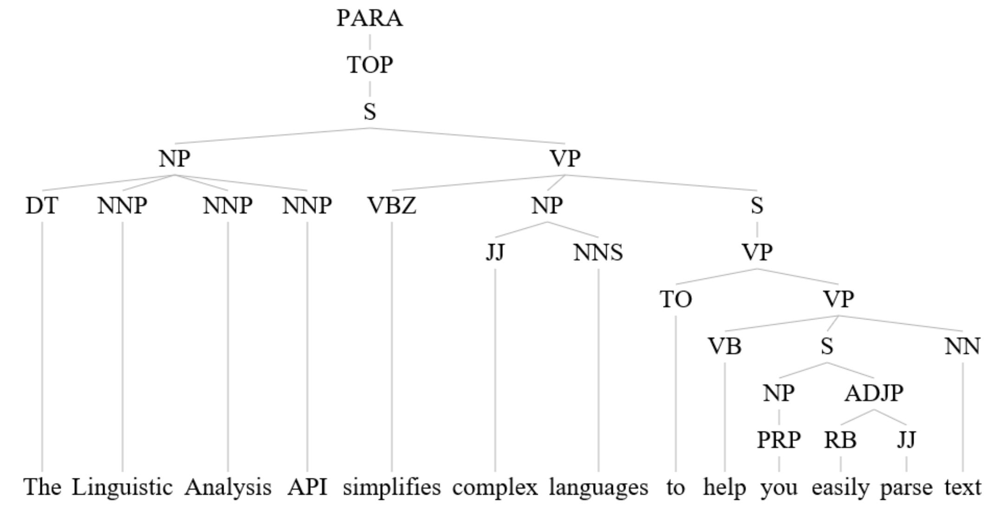 PARA
TOP
S
NP VP
DT NNP NNP NNP VBZ NP S
JJ NNS VP
TO VP
VB S NN
NP ADJP
PRP RB JJ
The Linguistic Analysis API simplifies complex languages to help you easily parse text